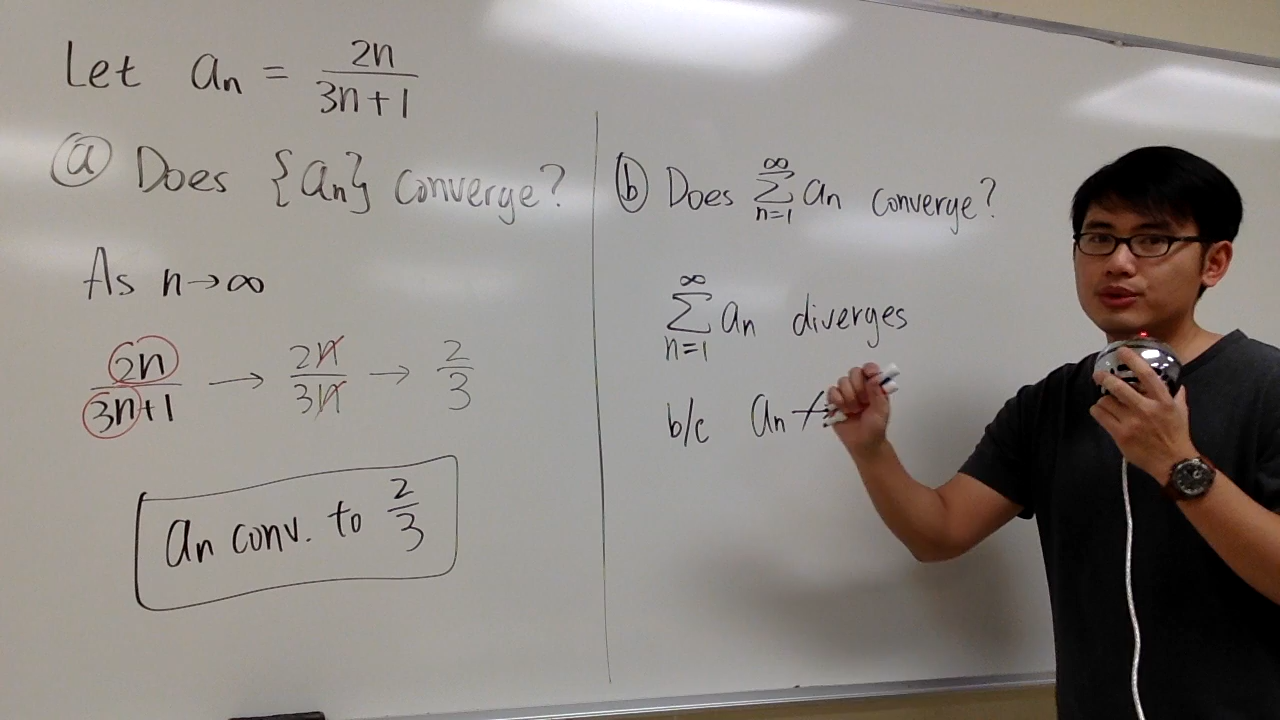 Let an = 2n / 3n+1
ⓐ Does {an} converge?
As n→∞
2n / 3n+1 → 2n / 3n → 2 / 3
an conv. to 2 / 3
ⓑ Does ∞ Σ n=1 an converge?
∞ Σ n=1 an diverges
b/c an ↛